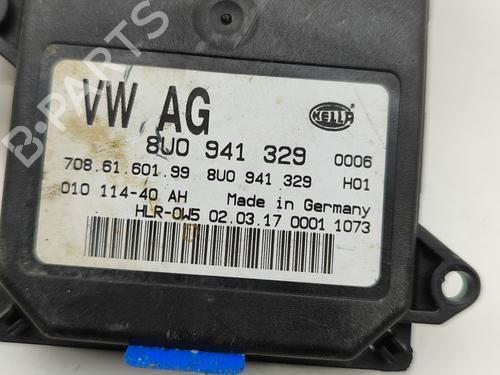 VW AG
HELLA
8U0 941 329 0006
708.61.601.99 8U0 941 329 H01
010 114-40 AH Made in Germany
HLR-0W5 02.03.17 0001 1073
B-PARTS